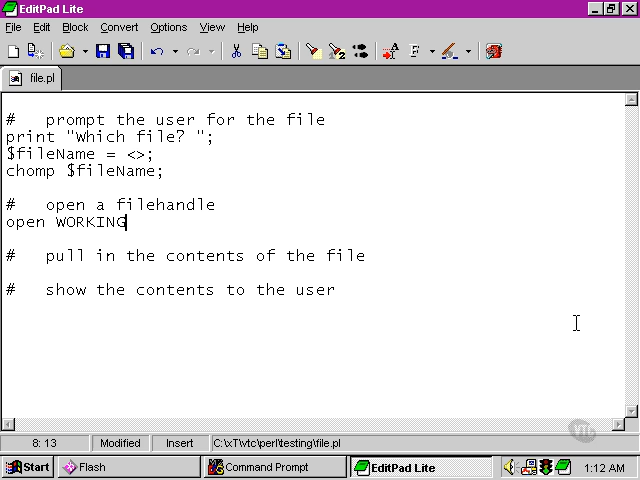 EditPad Lite
File Edit Block Convert Options View Help
file.pl
# prompt the user for the file
print "Which file? ";
$fileName = <>;
chomp $fileName;
# open a filehandle
open WORKING
# pull in the contents of the file
# show the contents to the user
VTC
8: 13 Modified Insert C:\xT\vtc\perl\testing\file.pl
Start Flash Command Prompt EditPad Lite 1:12 AM